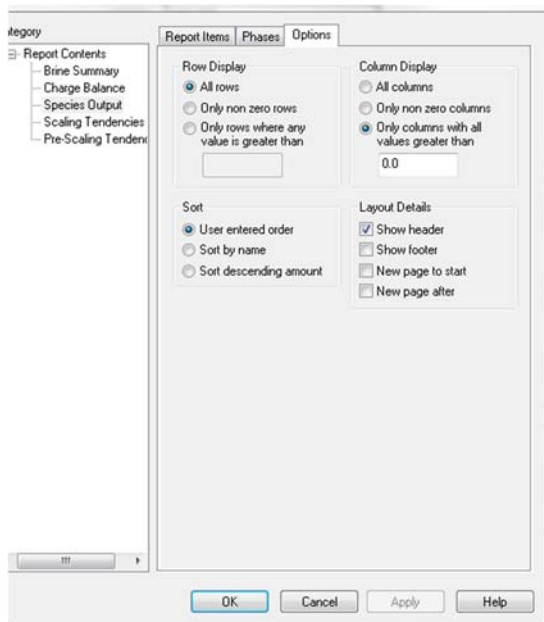 tegory
Report Contents
Brine Summary
Charge Balance
Species Output
Scaling Tendencies
Pre-Scaling Tendenc
Report Items
Phases
Options
Row Display
All rows
Only non zero rows
Only rows where any
value is greater than
Column Display
All columns
Only non zero columns
Only columns with all
values greater than
0.0
Sort
User entered order
Sort by name
Sort descending amount
Layout Details
Show header
Show footer
New page to start
New page after
OK
Cancel
Apply
Help